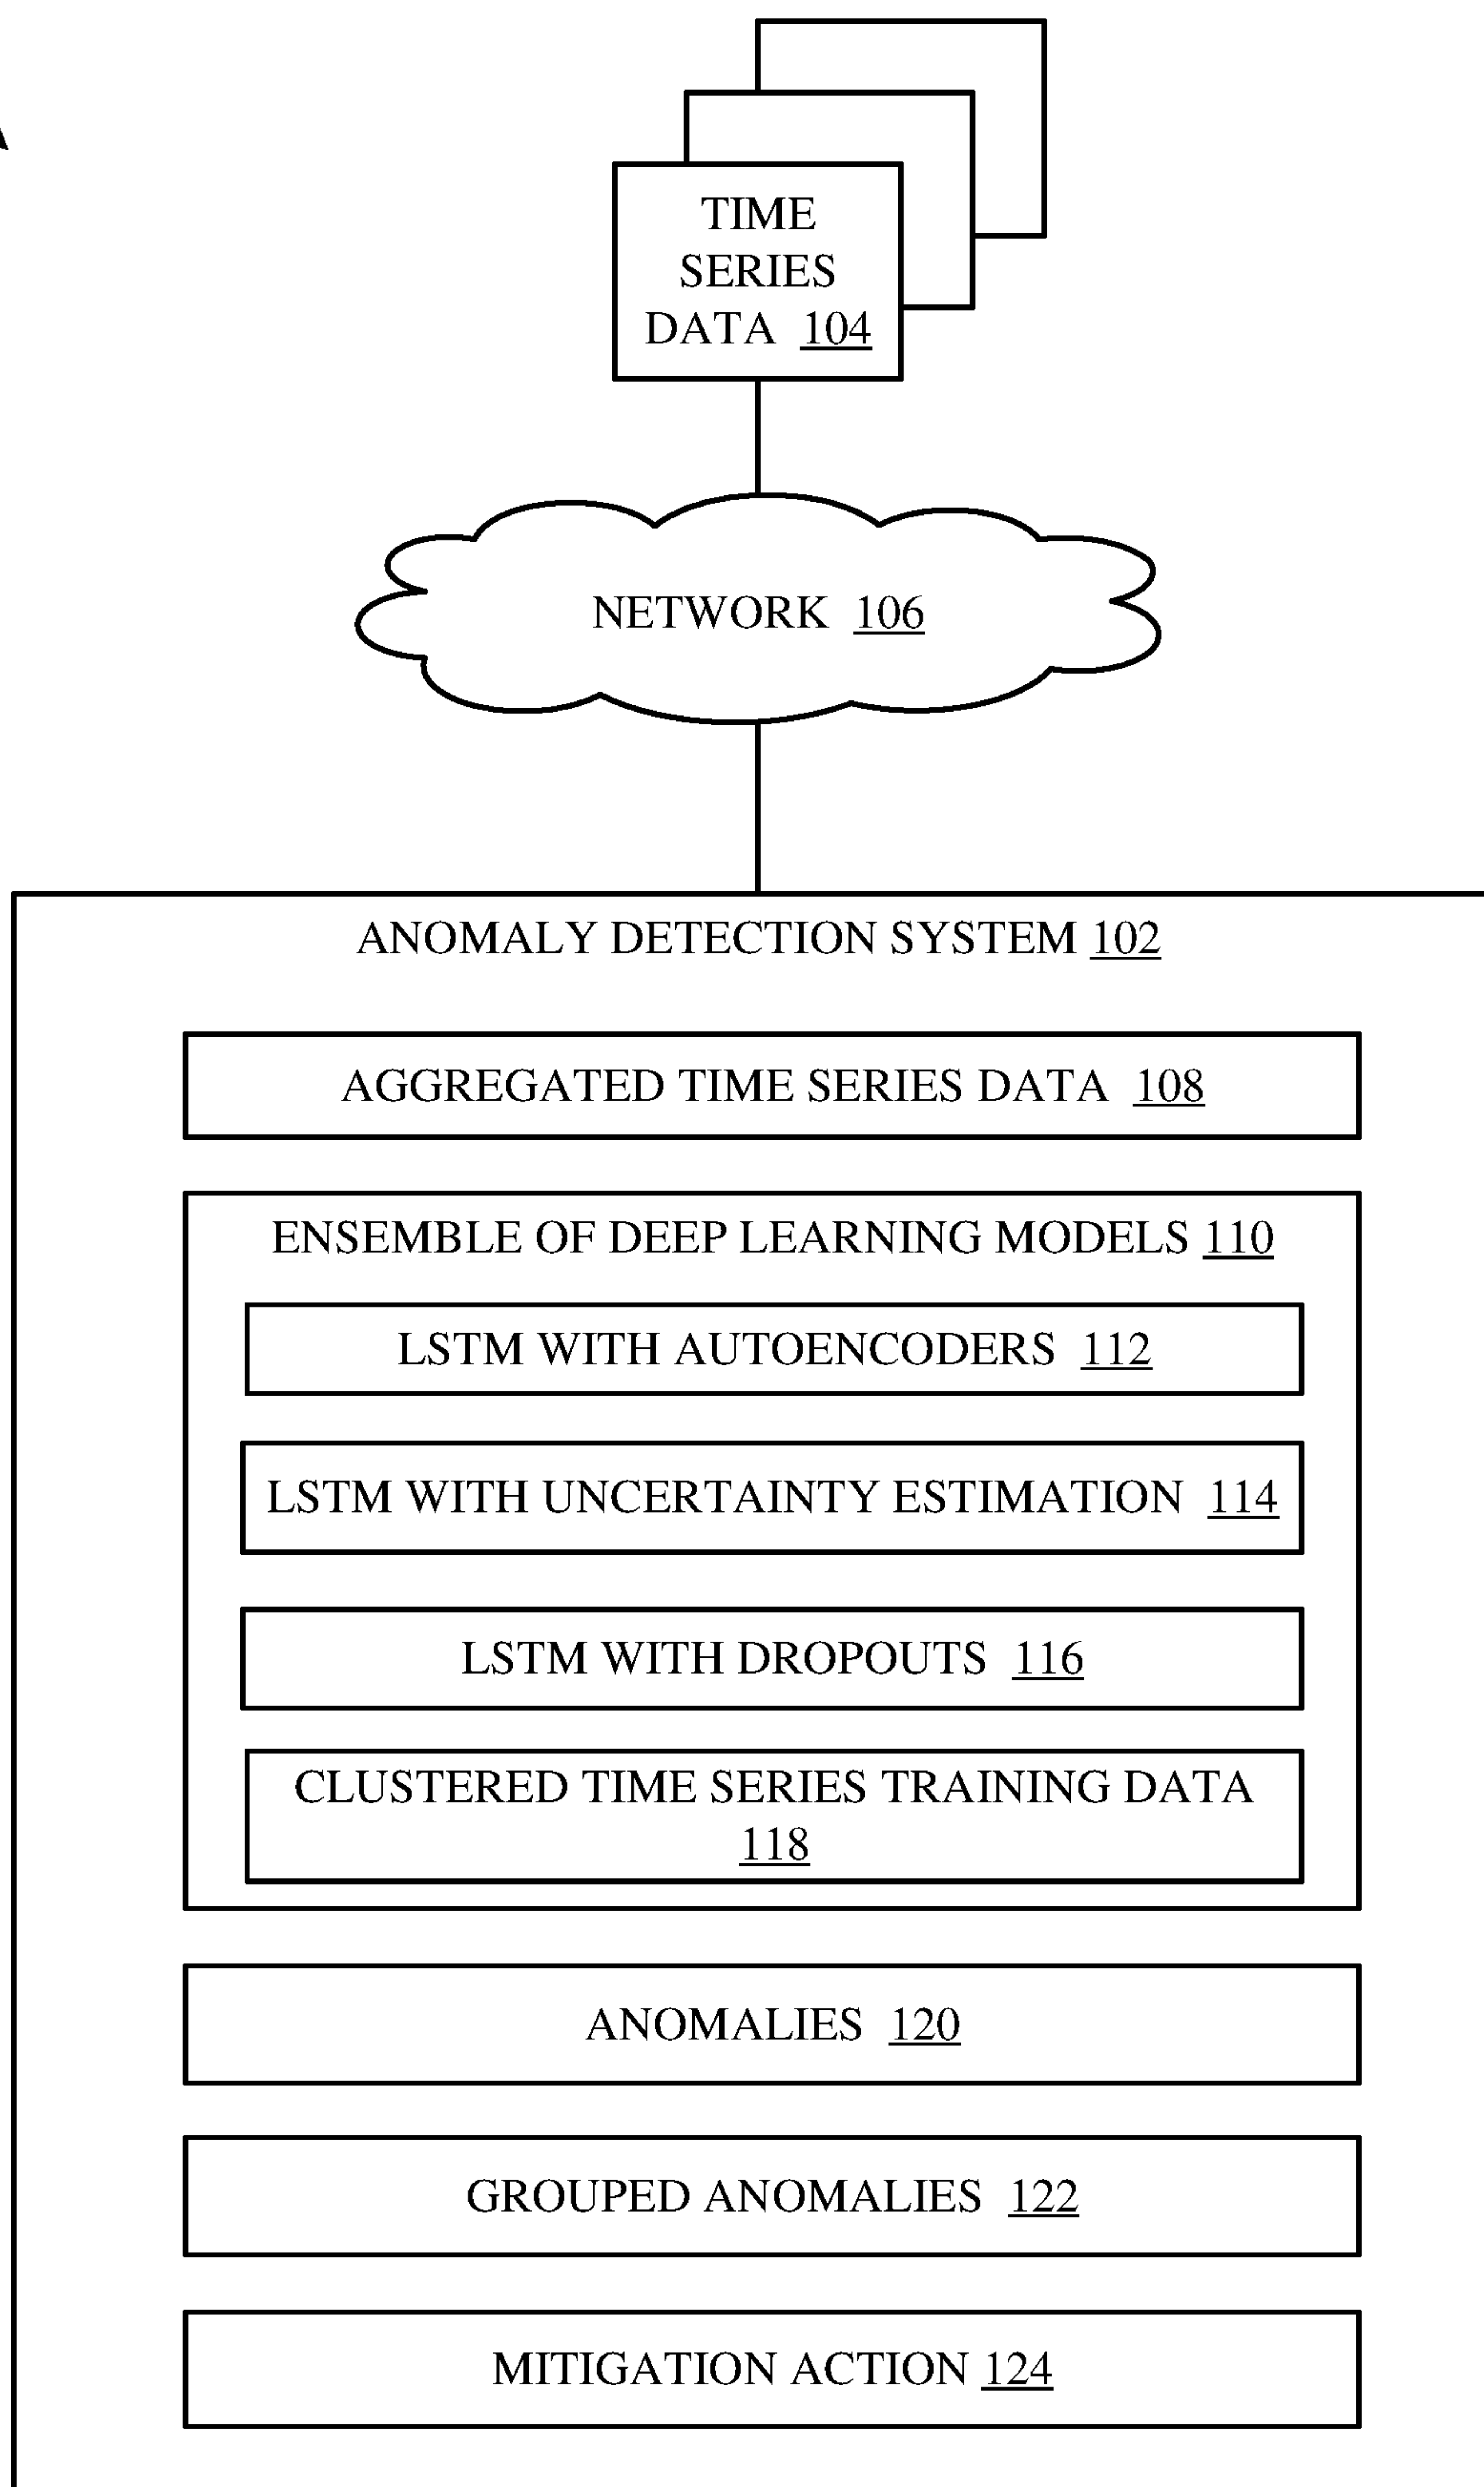 TIME
SERIES
DATA 104
NETWORK 106
ANOMALY DETECTION SYSTEM 102
AGGREGATED TIME SERIES DATA 108
ENSEMBLE OF DEEP LEARNING MODELS 110
LSTM WITH AUTOENCODERS 112
LSTM WITH UNCERTAINTY ESTIMATION 114
LSTM WITH DROPOUTS 116
CLUSTERED TIME SERIES TRAINING DATA
118
ANOMALIES 120
GROUPED ANOMALIES 122
MITIGATION ACTION 124